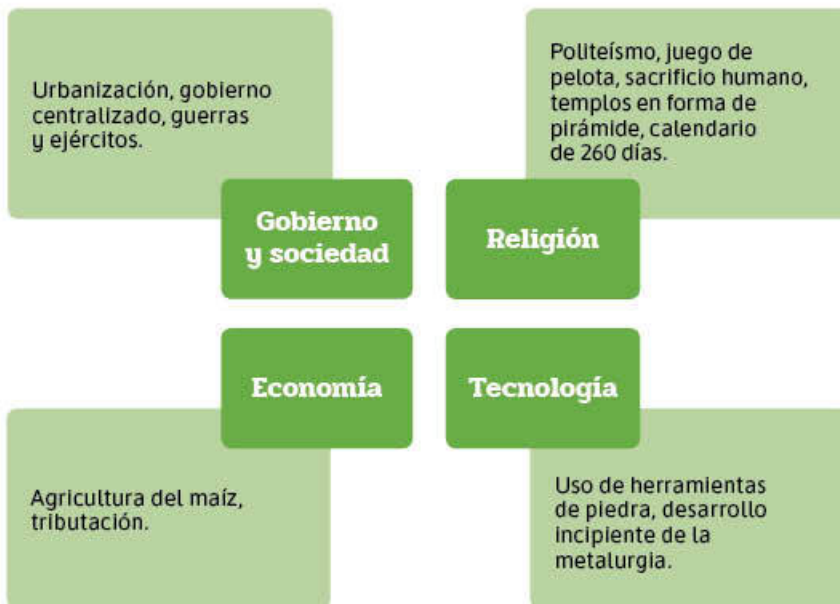 Urbanización, gobierno
centralizado, guerras
y ejércitos.
Politeísmo, juego de
pelota, sacrificio humano,
templos en forma de
pirámide, calendario
de 260 días.
Gobierno
y sociedad
Religión
Economía
Tecnología
Agricultura del maíz,
tributación.
Uso de herramientas
de piedra, desarrollo
incipiente de la
metalurgia.